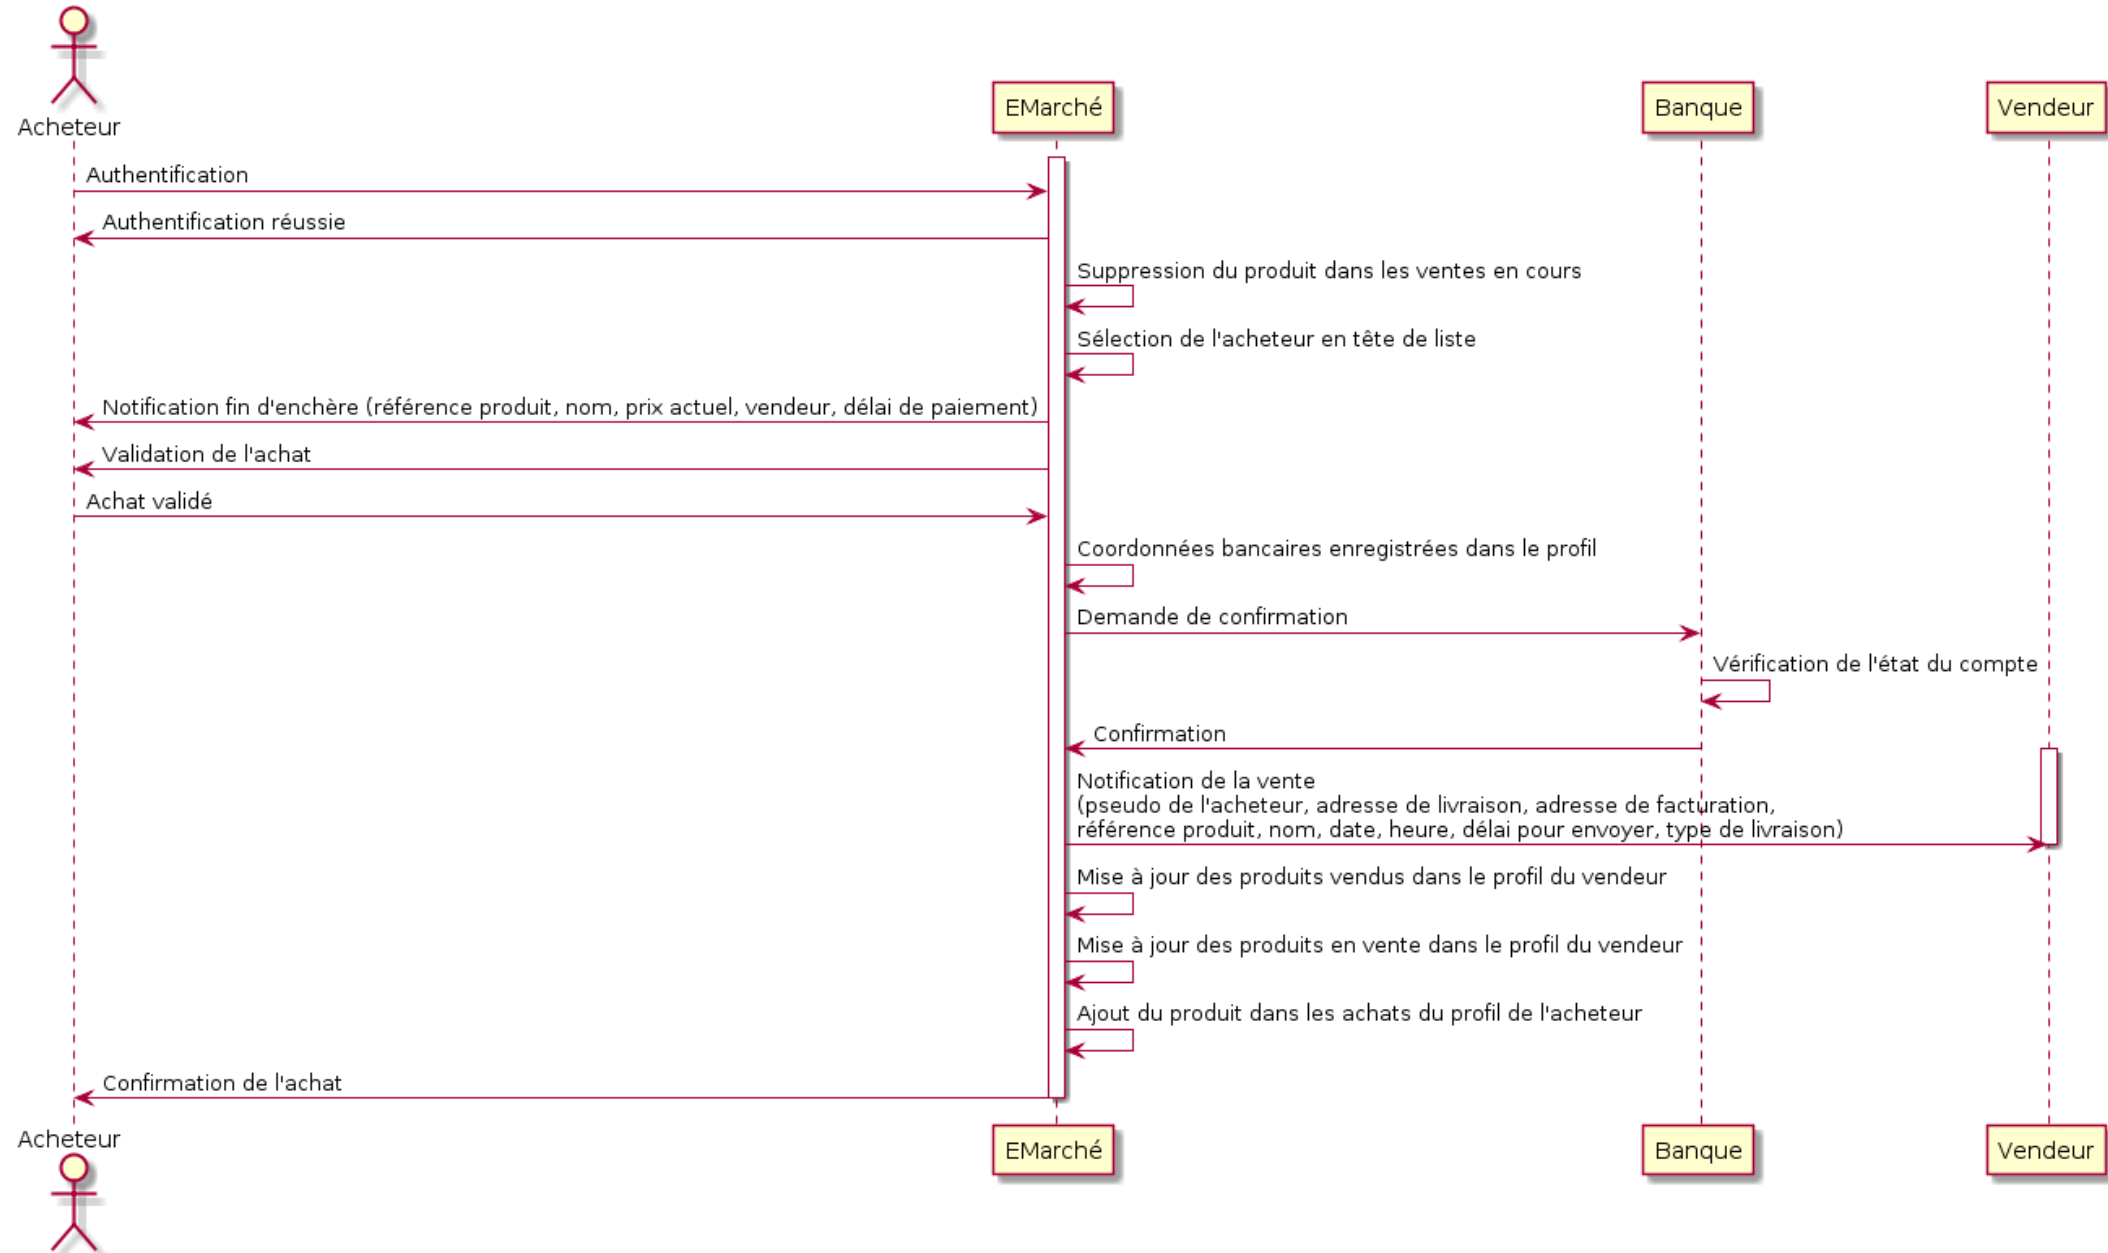 Acheteur
EMarché
Banque
Vendeur
Authentification
Authentification réussie
Suppression du produit dans les ventes en cours
Sélection de l'acheteur en tête de liste
Notification fin d'enchère (référence produit, nom, prix actuel, vendeur, délai de paiement)
Validation de l'achat
Achat validé
Coordonnées bancaires enregistrées dans le profil
Demande de confirmation
Vérification de l'état du compte
Confirmation
Notification de la vente
(pseudo de l'acheteur, adresse de livraison, adresse de facturation,
référence produit, nom, date, heure, délai pour envoyer, type de livraison)
Mise à jour des produits vendus dans le profil du vendeur
Mise à jour des produits en vente dans le profil du vendeur
Ajout du produit dans les achats du profil de l'acheteur
Confirmation de l'achat
Acheteur
EMarché
Banque
Vendeur